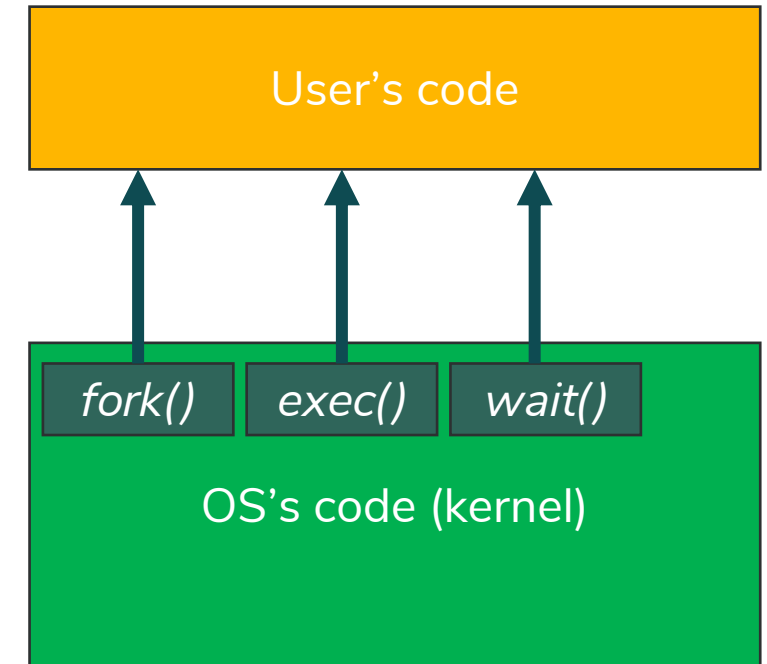 User’s code
fork() exec() wait()
OS’s code (kernel)